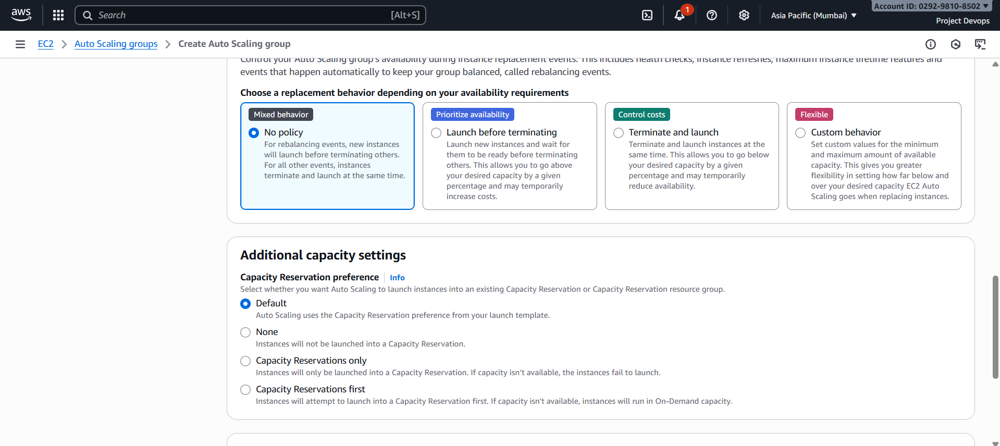 aws
Search
[Alt+S]
1
Asia Pacific (Mumbai)
Account ID: 0292-9810-8502
Project Devops
EC2
Auto Scaling groups
Create Auto Scaling group
Control your Auto Scaling group's availability during instance replacement events. This includes health checks, instance refreshes, maximum instance lifetime features and
events that happen automatically to keep your group balanced, called rebalancing events.
Choose a replacement behavior depending on your availability requirements
Mixed behavior
No policy
For rebalancing events, new instances
will launch before terminating others.
For all other events, instances
terminate and launch at the same time.
Prioritize availability
Launch before terminating
Launch new instances and wait for
them to be ready before terminating
others. This allows you to go above
your desired capacity by a given
percentage and may temporarily
increase costs.
Control costs
Terminate and launch
Terminate and launch instances at the
same time. This allows you to go below
your desired capacity by a given
percentage and may temporarily
reduce availability.
Flexible
Custom behavior
Set custom values for the minimum
and maximum amount of available
capacity. This gives you greater
flexibility in setting how far below and
over your desired capacity EC2 Auto
Scaling goes when replacing instances.
Additional capacity settings
Capacity Reservation preference
Info
Select whether you want Auto Scaling to launch instances into an existing Capacity Reservation or Capacity Reservation resource group.
Default
Auto Scaling uses the Capacity Reservation preference from your launch template.
None
Instances will not be launched into a Capacity Reservation.
Capacity Reservations only
Instances will only be launched into a Capacity Reservation. If capacity isn't available, the instances fail to launch.
Capacity Reservations first
Instances will attempt to launch into a Capacity Reservation first. If capacity isn't available, instances will run in On-Demand capacity.